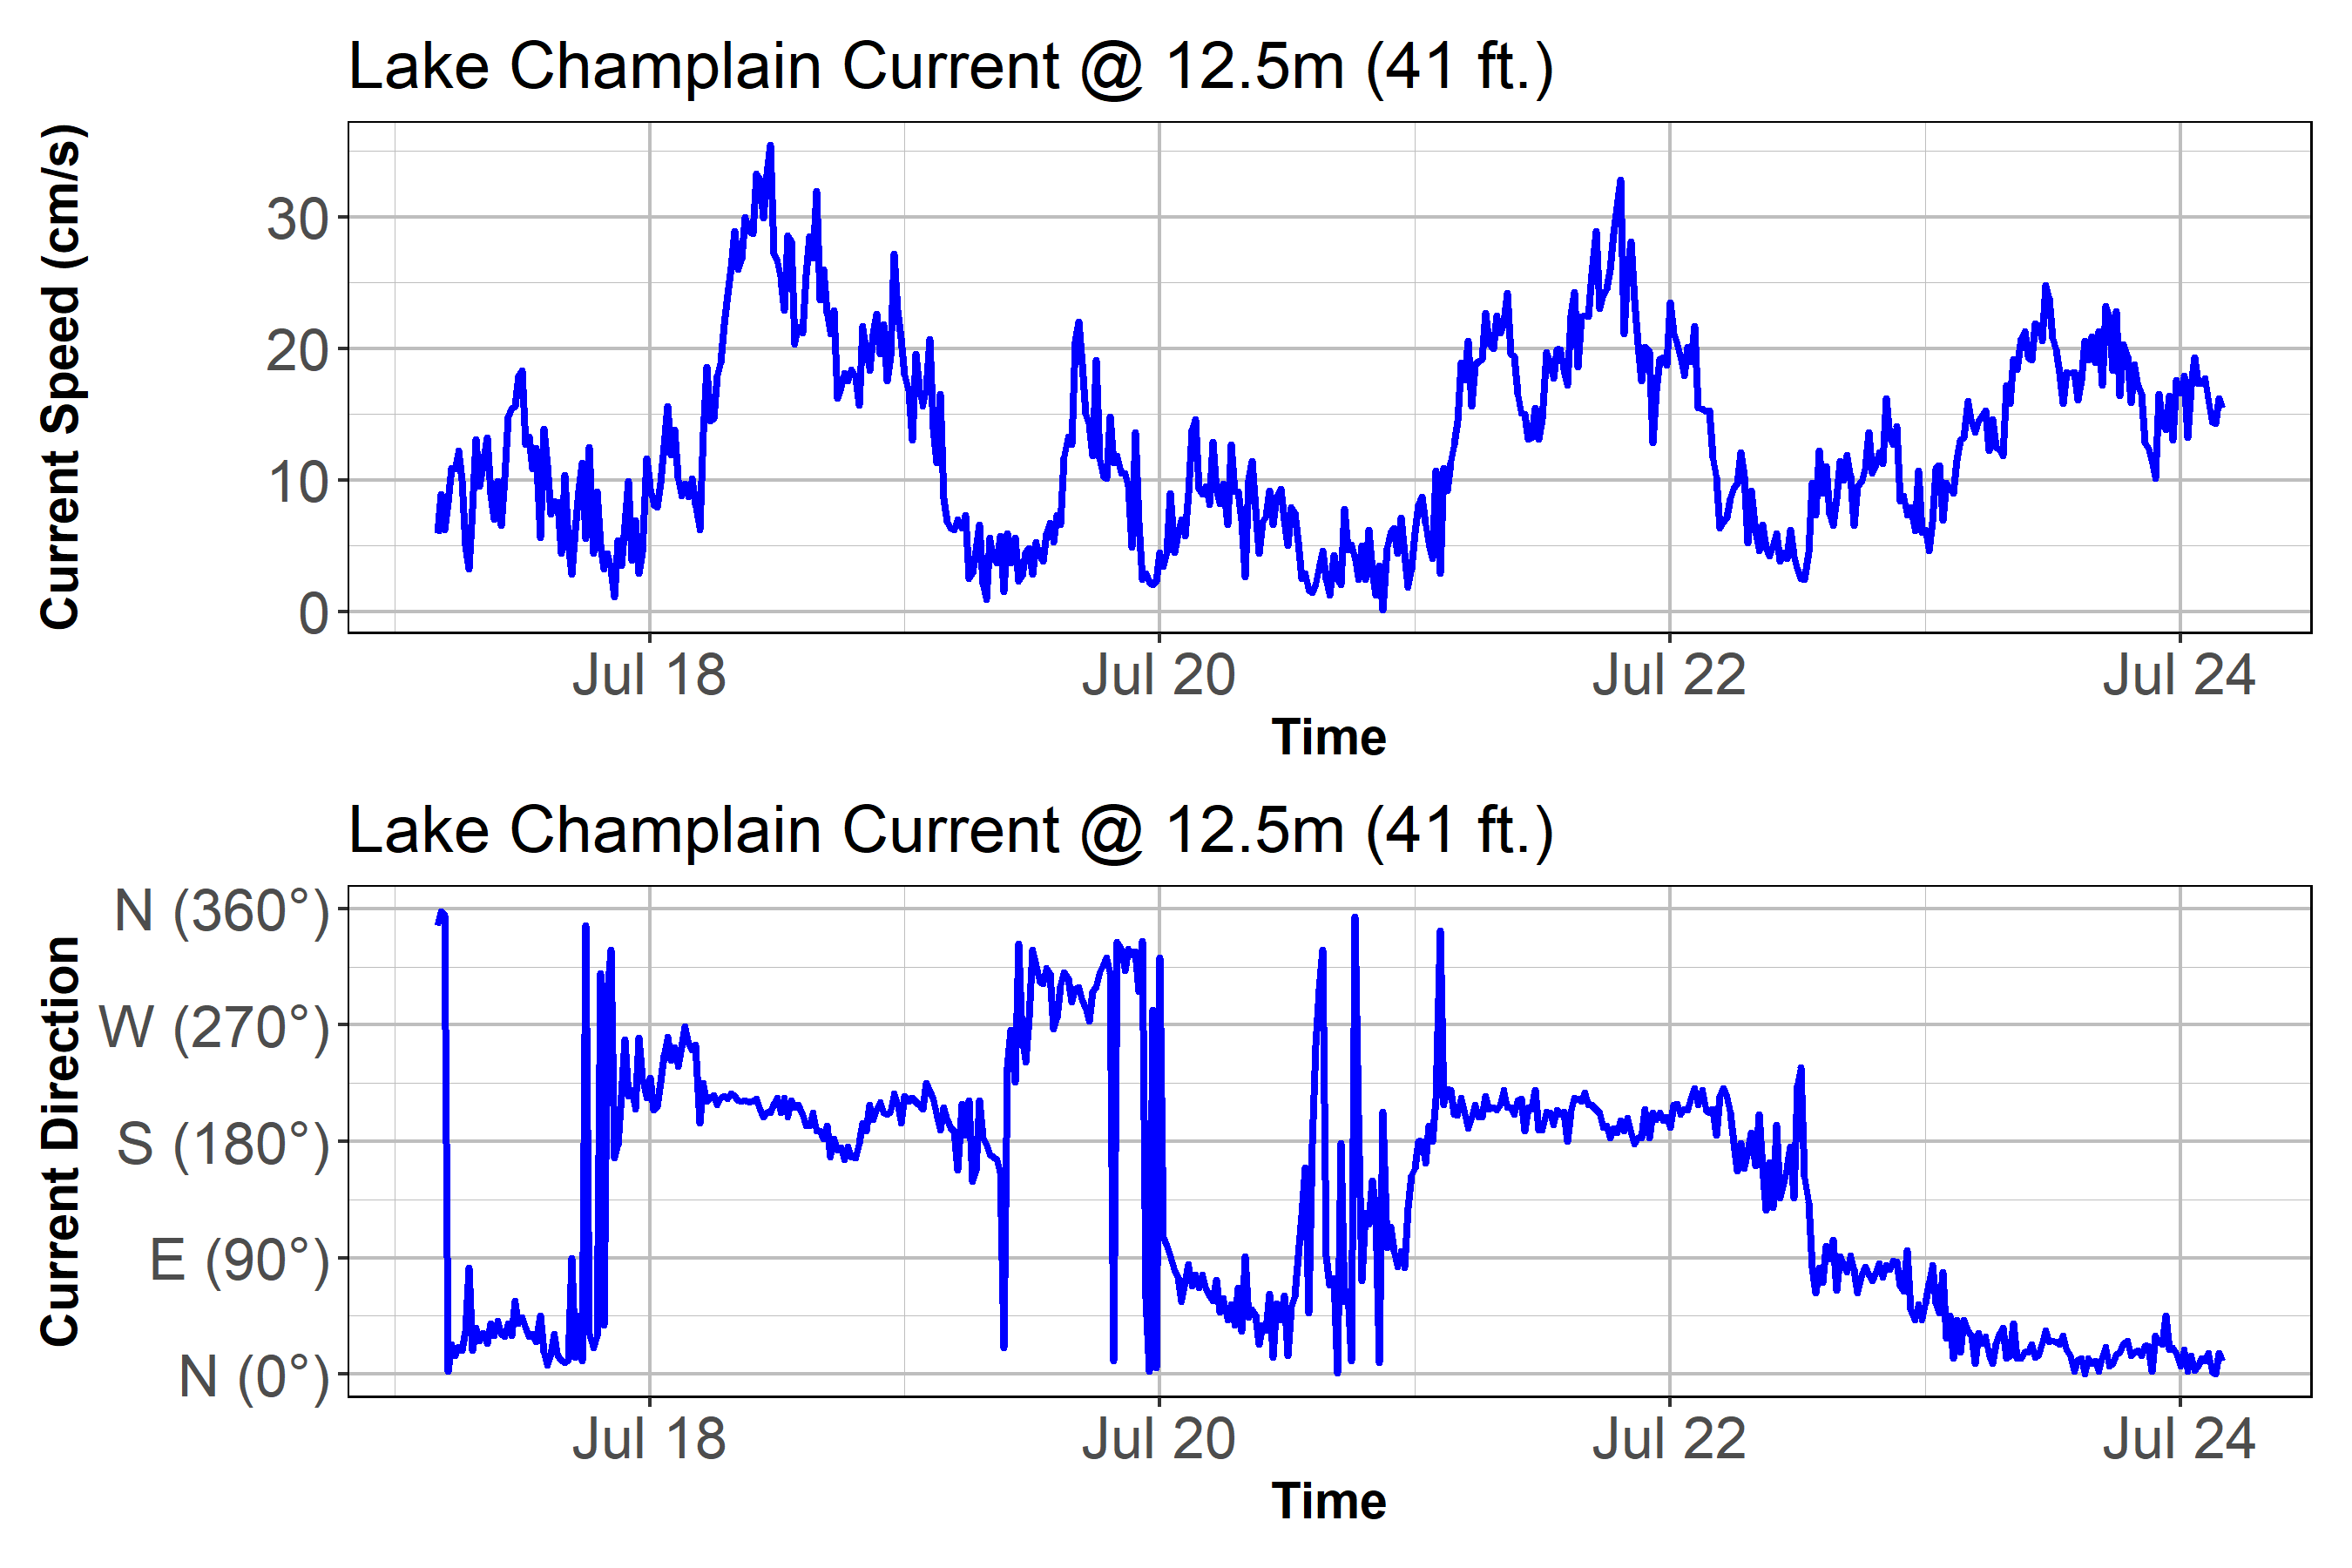 Lake Champlain Current @ 12.5m (41 ft.)
Current Speed (cm/s)
30
20
10
0
Jul 18 Jul 20 Jul 22 Jul 24
Time
Lake Champlain Current @ 12.5m (41 ft.)
Current Direction
N (360°)
W (270°)
S (180°)
E (90°)
N (0°)
Jul 18 Jul 20 Jul 22 Jul 24
Time